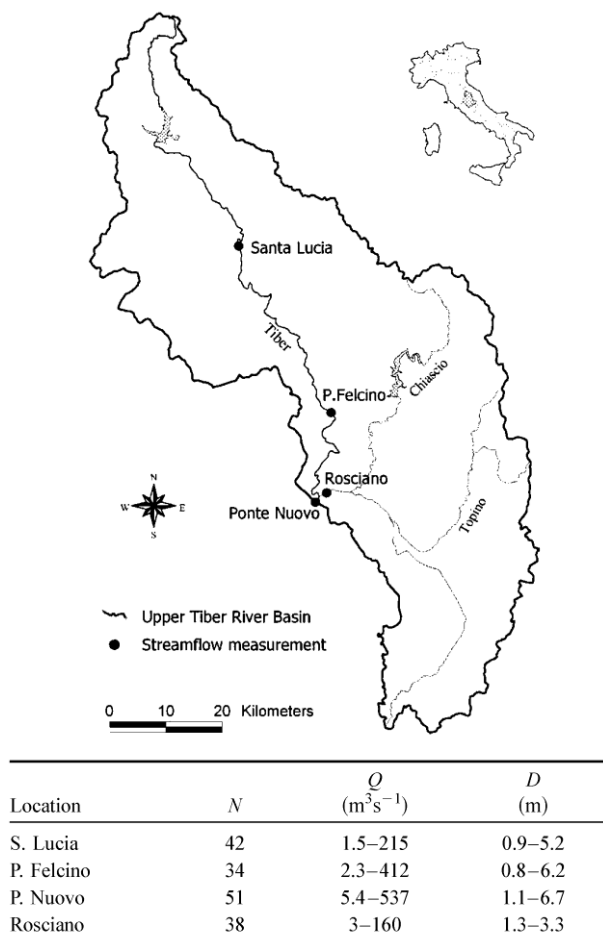 Santa Lucia
Tiber
P.Felcino
Chiascio
Rosciano
Ponte Nuovo
Topino
N
W E
S
Upper Tiber River Basin
Streamflow measurement
0 10 20 Kilometers
Q D
Location N (m³s⁻¹) (m)
S. Lucia 42 1.5–215 0.9–5.2
P. Felcino 34 2.3–412 0.8–6.2
P. Nuovo 51 5.4–537 1.1–6.7
Rosciano 38 3–160 1.3–3.3